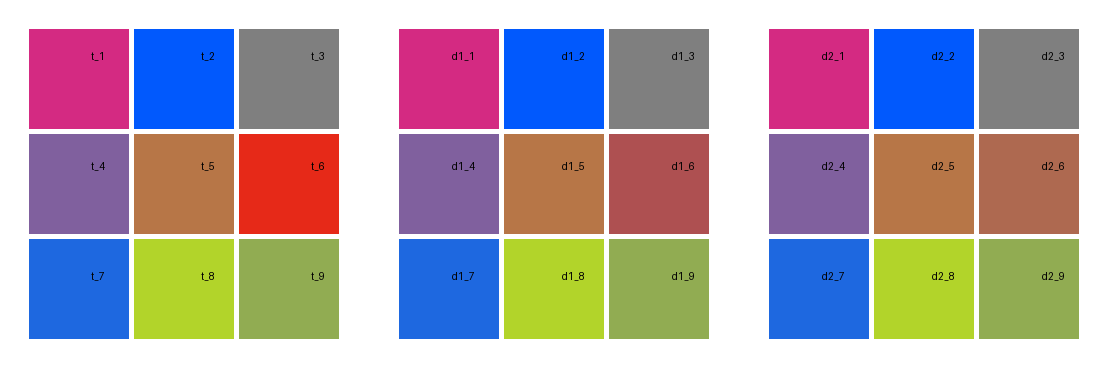 t_1 t_2 t_3 d1_1 d1_2 d1_3 d2_1 d2_2 d2_3
t_4 t_5 t_6 d1_4 d1_5 d1_6 d2_4 d2_5 d2_6
t_7 t_8 t_9 d1_7 d1_8 d1_9 d2_7 d2_8 d2_9